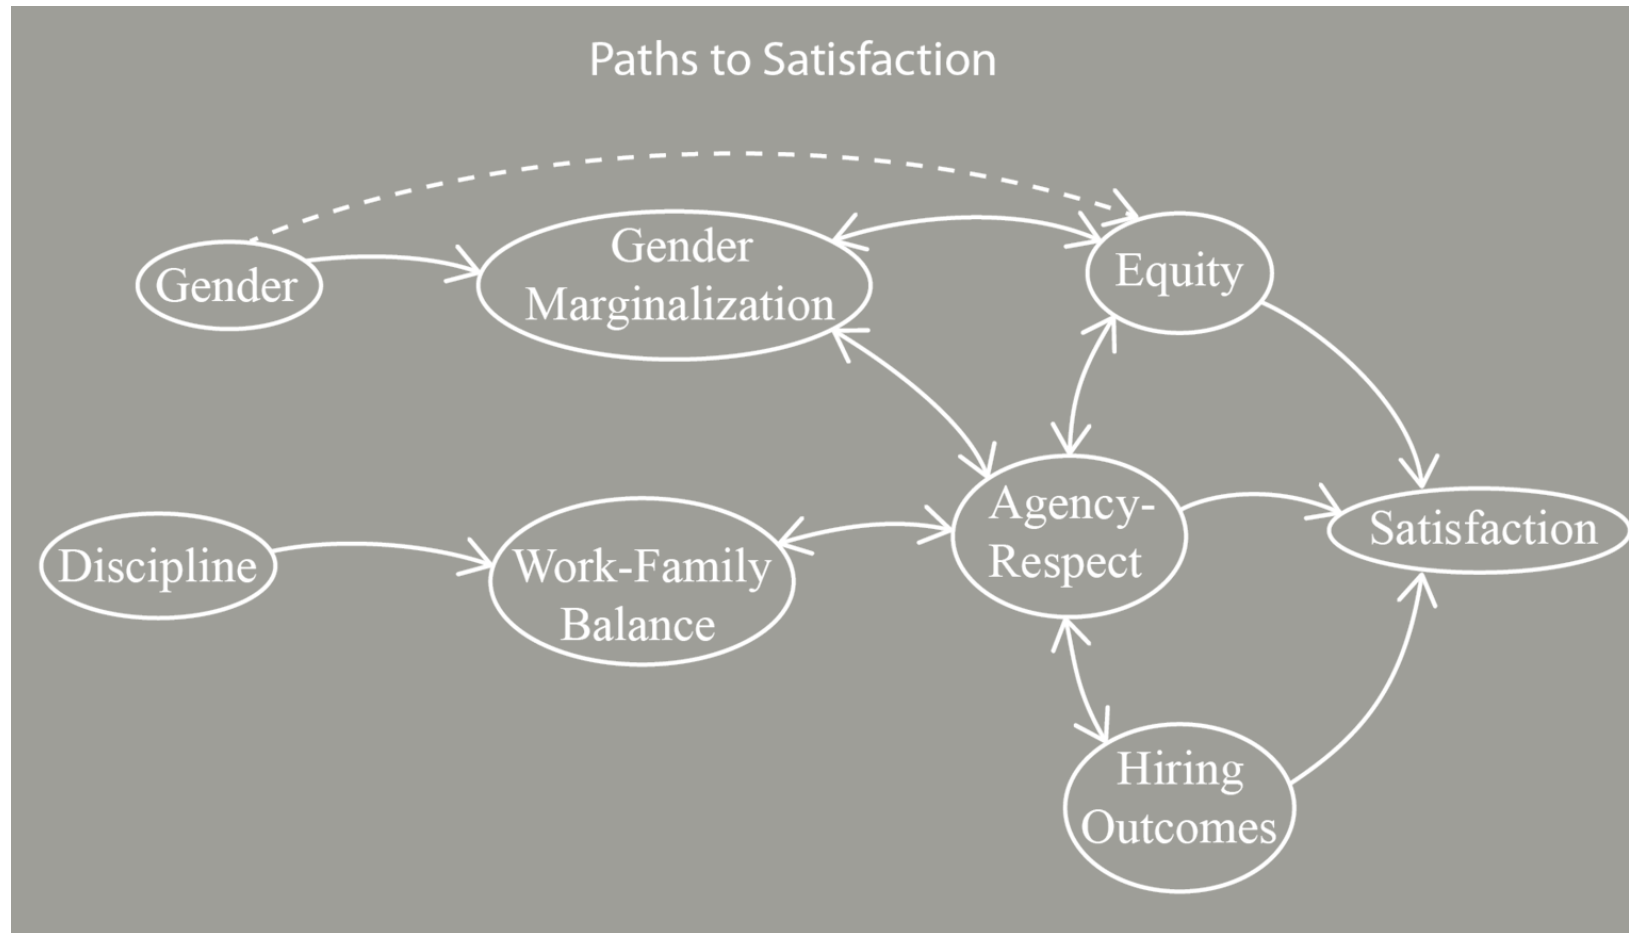 Paths to Satisfaction
Gender
Gender
Marginalization
Equity
Discipline
Work-Family
Balance
Agency-
Respect
Satisfaction
Hiring
Outcomes